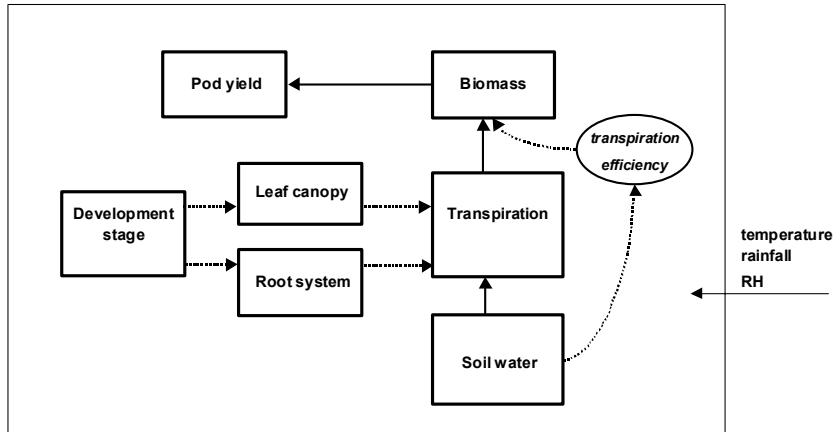 Pod yield
Biomass
transpiration
efficiency
Leaf canopy
Development
stage
Transpiration
Root system
temperature
rainfall
RH
Soil water